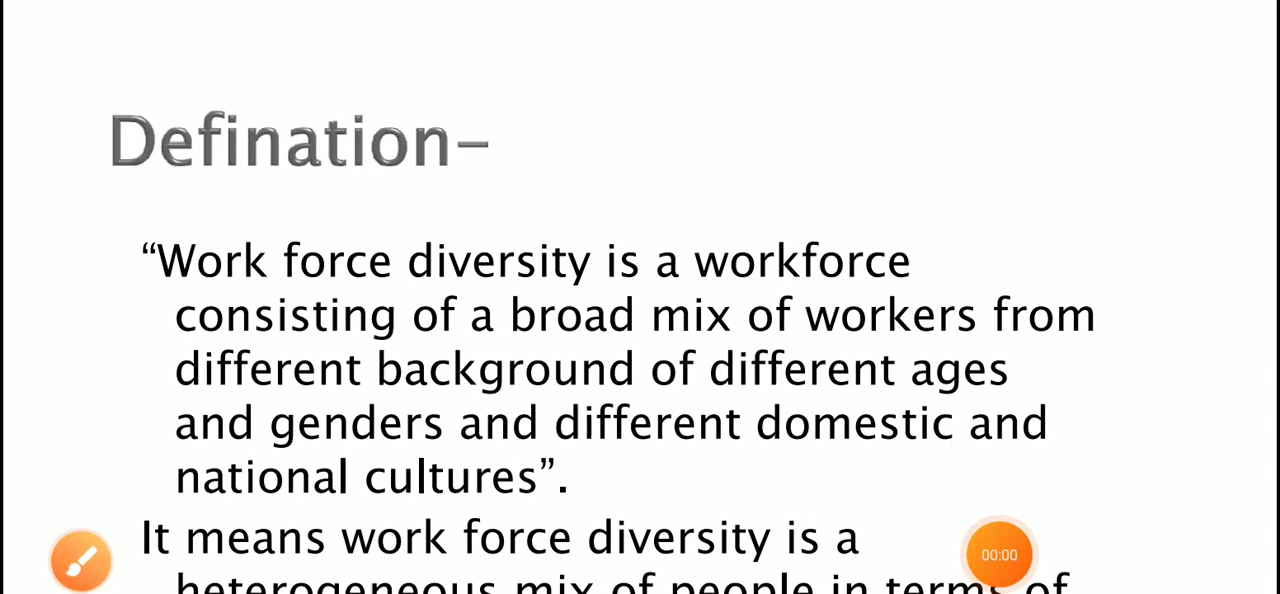 Defination-
“Work force diversity is a workforce
consisting of a broad mix of workers from
different background of different ages
and genders and different domestic and
national cultures”.
It means work force diversity is a
heterogeneous mix of people in terms of
00:00